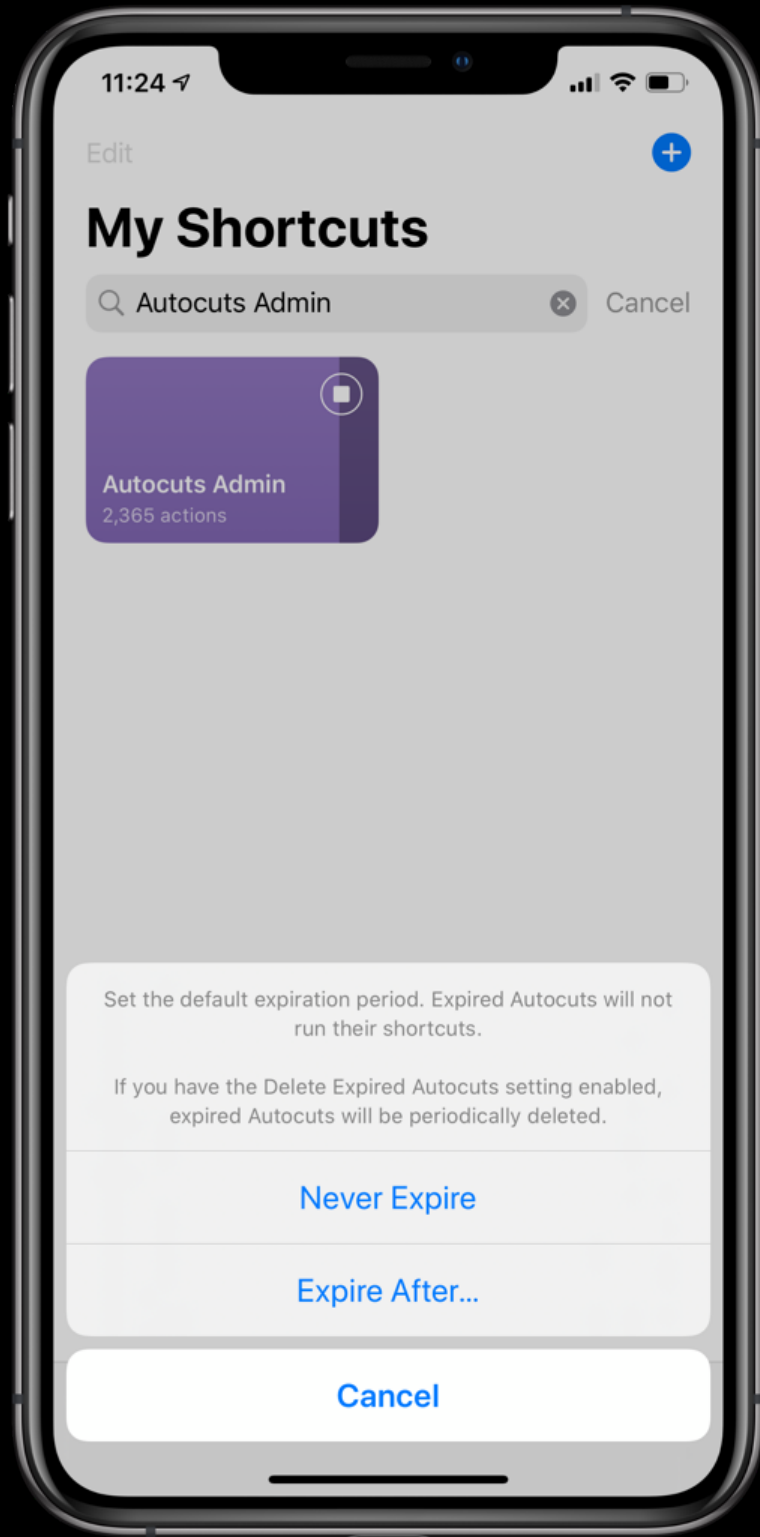 11:24
Edit
My Shortcuts
Autocuts Admin
Cancel
Autocuts Admin
2,365 actions
Set the default expiration period. Expired Autocuts will not
run their shortcuts.
If you have the Delete Expired Autocuts setting enabled,
expired Autocuts will be periodically deleted.
Never Expire
Expire After...
Cancel